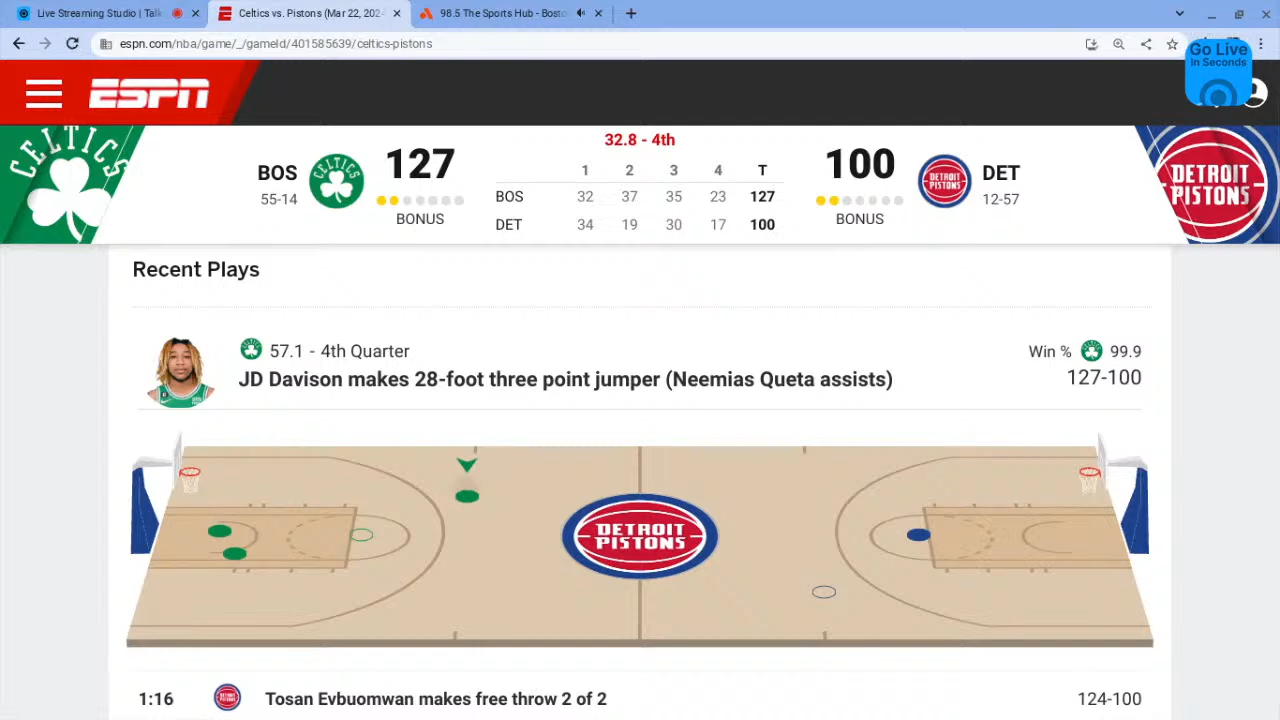 Live Streaming Studio | Talk
Celtics vs. Pistons (Mar 22, 202
98.5 The Sports Hub - Bosto
espn.com/nba/game/_/gameId/401585639/celtics-pistons
Go Live
In Seconds
ESPN
CELTICS
BOS
55-14
CELTICS
127
BONUS
32.8 - 4th
1 2 3 4 T
BOS 32 37 35 23 127
DET 34 19 30 17 100
100
BONUS
DETROIT
PISTONS
DET
12-57
DETROIT
PISTONS
Recent Plays
57.1 - 4th Quarter
JD Davison makes 28-foot three point jumper (Neemias Queta assists)
Win % 99.9
127-100
DETROIT
PISTONS
1:16 Tosan Evbuomwan makes free throw 2 of 2 124-100